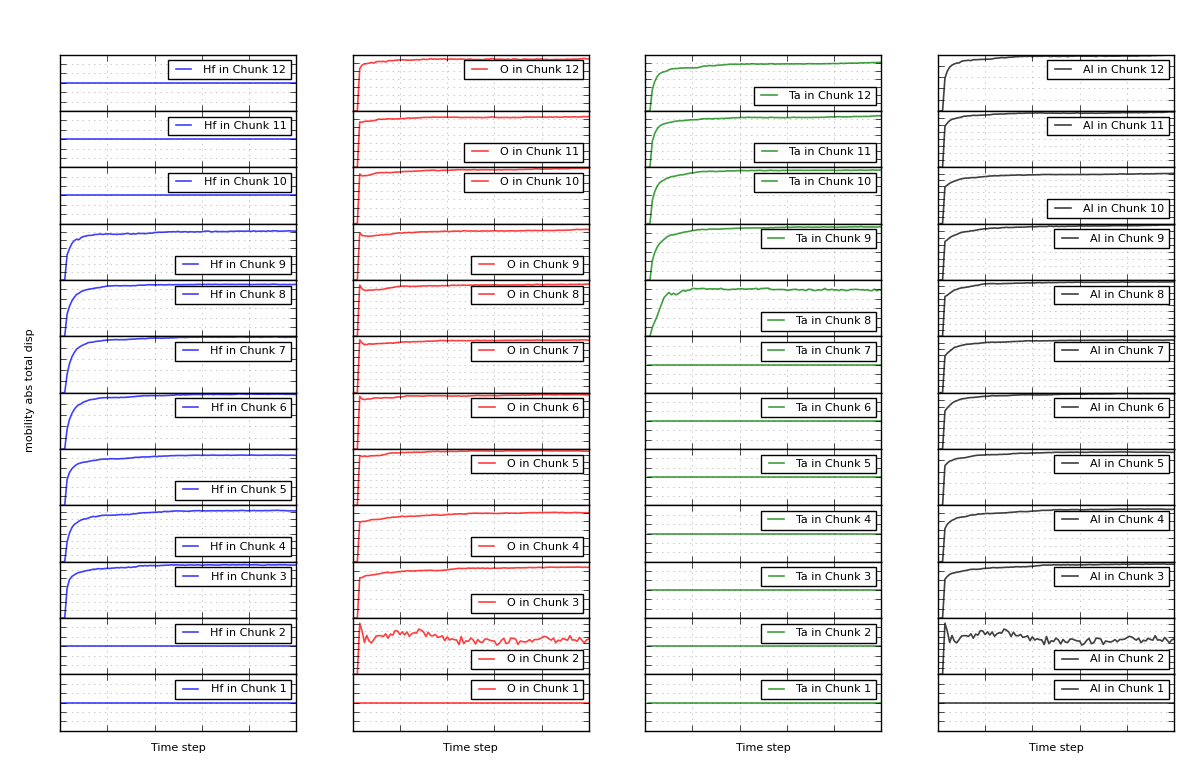 Hf in Chunk 12
O in Chunk 12
Ta in Chunk 12
Al in Chunk 12
Hf in Chunk 11
O in Chunk 11
Ta in Chunk 11
Al in Chunk 11
Hf in Chunk 10
O in Chunk 10
Ta in Chunk 10
Al in Chunk 10
Hf in Chunk 9
O in Chunk 9
Ta in Chunk 9
Al in Chunk 9
Hf in Chunk 8
O in Chunk 8
Ta in Chunk 8
Al in Chunk 8
Hf in Chunk 7
O in Chunk 7
Ta in Chunk 7
Al in Chunk 7
Hf in Chunk 6
O in Chunk 6
Ta in Chunk 6
Al in Chunk 6
Hf in Chunk 5
O in Chunk 5
Ta in Chunk 5
Al in Chunk 5
Hf in Chunk 4
O in Chunk 4
Ta in Chunk 4
Al in Chunk 4
Hf in Chunk 3
O in Chunk 3
Ta in Chunk 3
Al in Chunk 3
Hf in Chunk 2
O in Chunk 2
Ta in Chunk 2
Al in Chunk 2
Hf in Chunk 1
O in Chunk 1
Ta in Chunk 1
Al in Chunk 1
mobility abs total disp
Time step
Time step
Time step
Time step